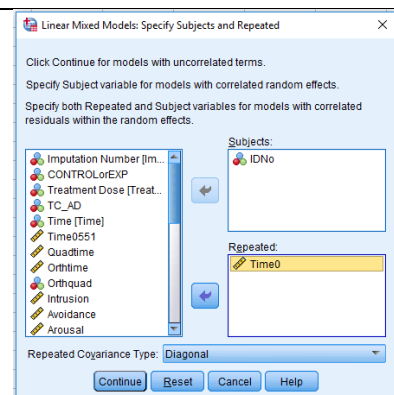 Linear Mixed Models: Specify Subjects and Repeated
Click Continue for models with uncorrelated terms.
Specify Subject variable for models with correlated random effects.
Specify both Repeated and Subject variables for models with correlated
residuals within the random effects.
Subjects:
Imputation Number [Im...
CONTROLorEXP
Treatment Dose [Treat...
TC_AD
Time [Time]
Time0551
Quadtime
Orthtime
Orthquad
Intrusion
Avoidance
Arousal
IDNo
Repeated:
Time0
Repeated Covariance Type: Diagonal
Continue Reset Cancel Help